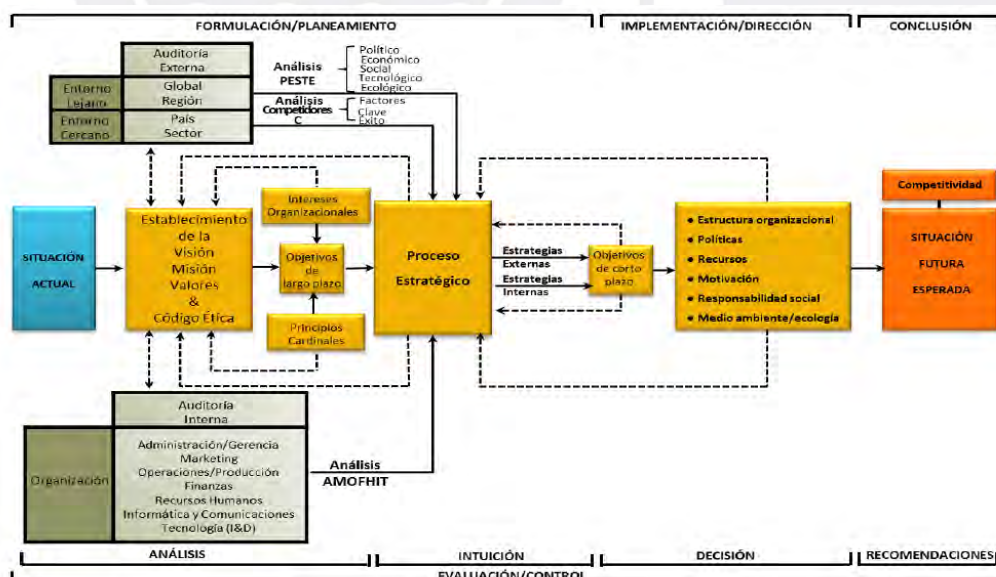 FORMULACIÓN/PLANEAMIENTO
IMPLEMENTACIÓN/DIRECCIÓN
CONCLUSIÓN
Auditoría
Externa
Entorno
Lejano
Global
Región
Entorno
Cercano
País
Sector
Análisis
PESTE
Político
Económico
Social
Tecnológico
Ecológico
Análisis
Competidores
C
Factores
Clave
Éxito
SITUACIÓN
ACTUAL
Establecimiento
de la
Visión
Misión
Valores
&
Código Ética
Intereses
Organizacionales
Objetivos
de
largo plazo
Principios
Cardinales
Proceso
Estratégico
Estrategias
Externas
Estrategias
Internas
Objetivos
de corto
plazo
• Estructura organizacional
• Políticas
• Recursos
• Motivación
• Responsabilidad social
• Medio ambiente/ecología
Competitividad
SITUACIÓN
FUTURA
ESPERADA
Auditoría
Interna
Organización
Administración/Gerencia
Marketing
Operaciones/Producción
Finanzas
Recursos Humanos
Informática y Comunicaciones
Tecnología (I&D)
Análisis
AMOFHIT
ANÁLISIS
INTUICIÓN
DECISIÓN
RECOMENDACIONES
EVALUACIÓN/CONTROL